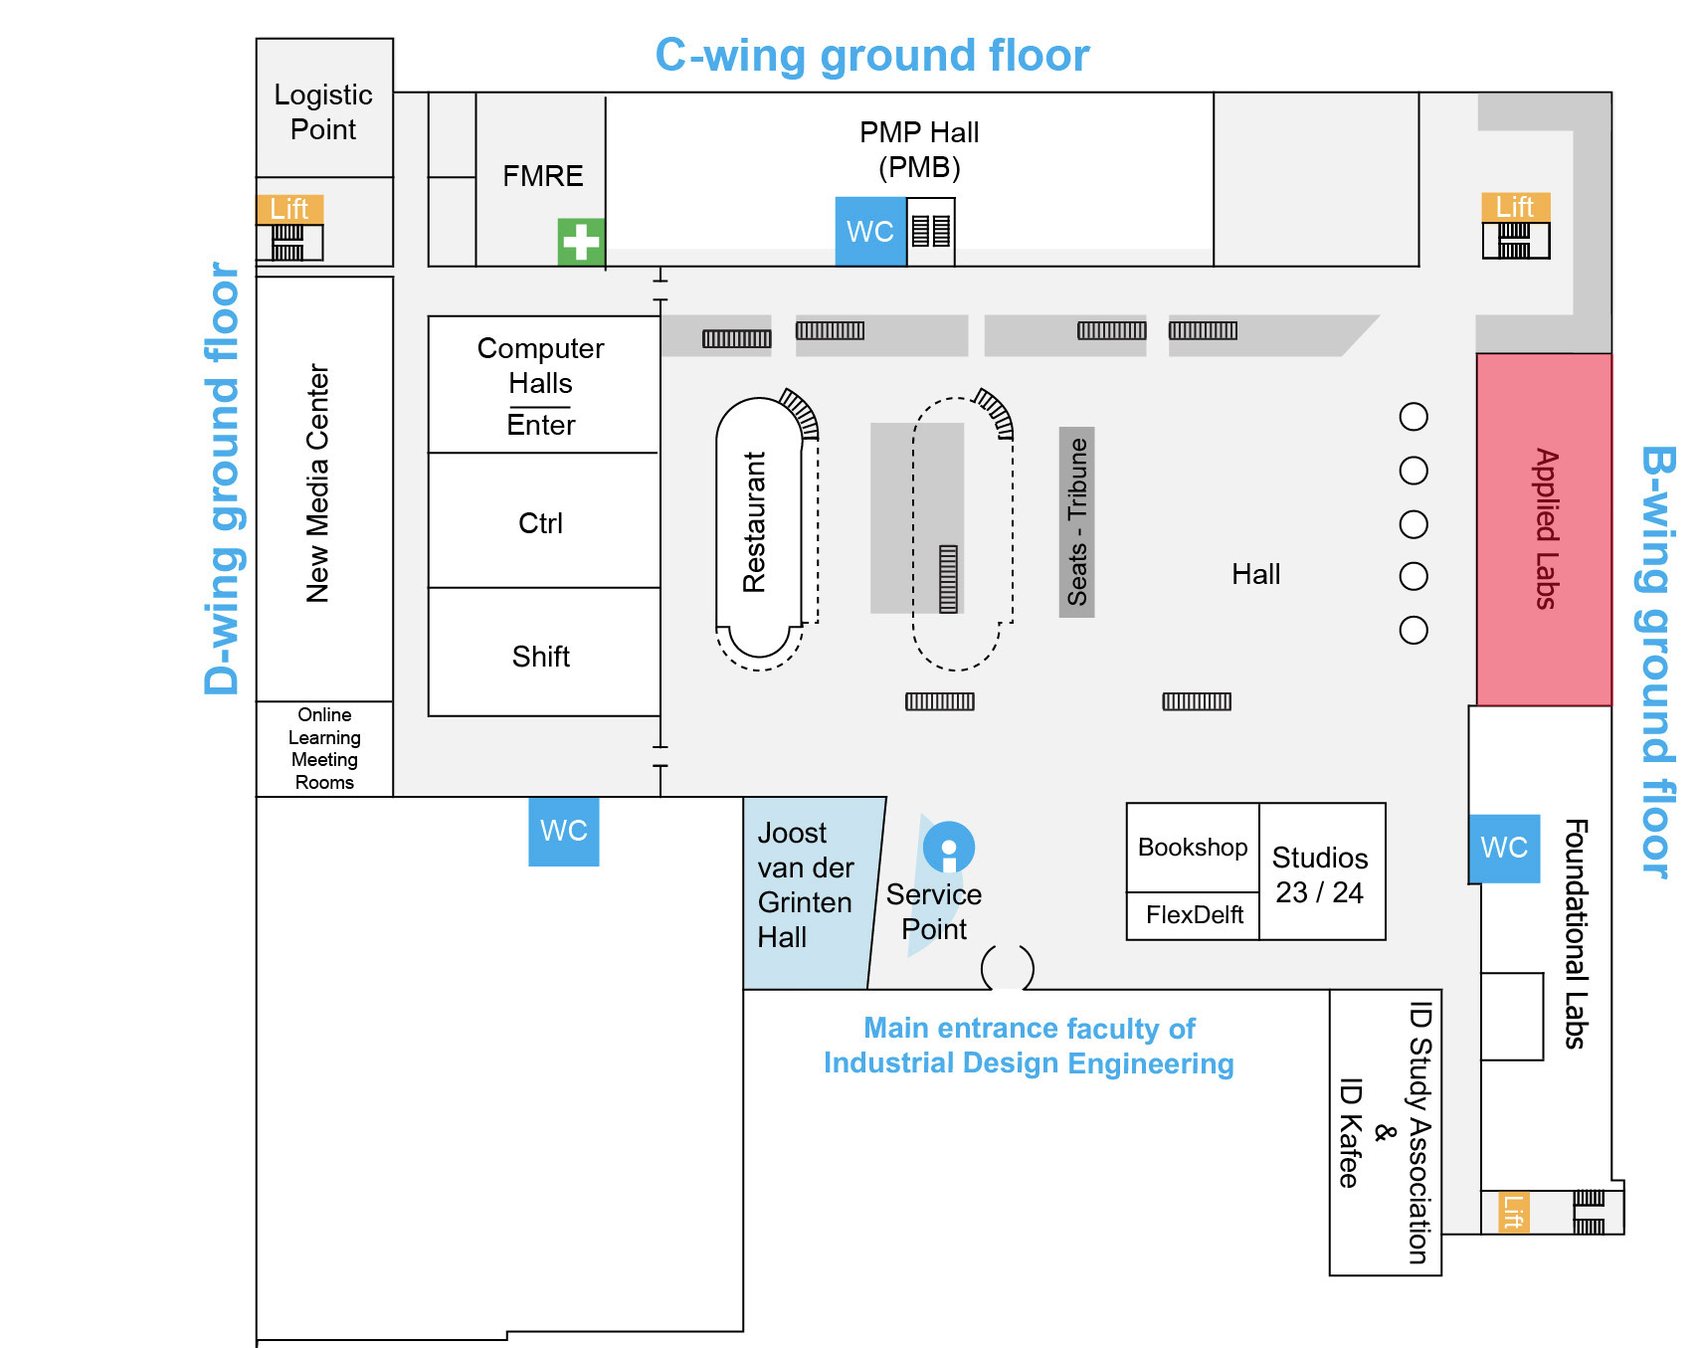 C-wing ground floor
Logistic
Point
Lift
FMRE
PMP Hall
(PMB)
WC
Lift
D-wing ground floor
New Media Center
Computer
Halls
Enter
Ctrl
Shift
Restaurant
Seats - Tribune
Hall
Applied Labs
B-wing ground floor
Online
Learning
Meeting
Rooms
WC
Joost
van der
Grinten
Hall
Service
Point
Bookshop
FlexDelft
Studios
23 / 24
WC
Foundational Labs
Main entrance faculty of
Industrial Design Engineering
ID Study Association
&
ID Kafee
Lift